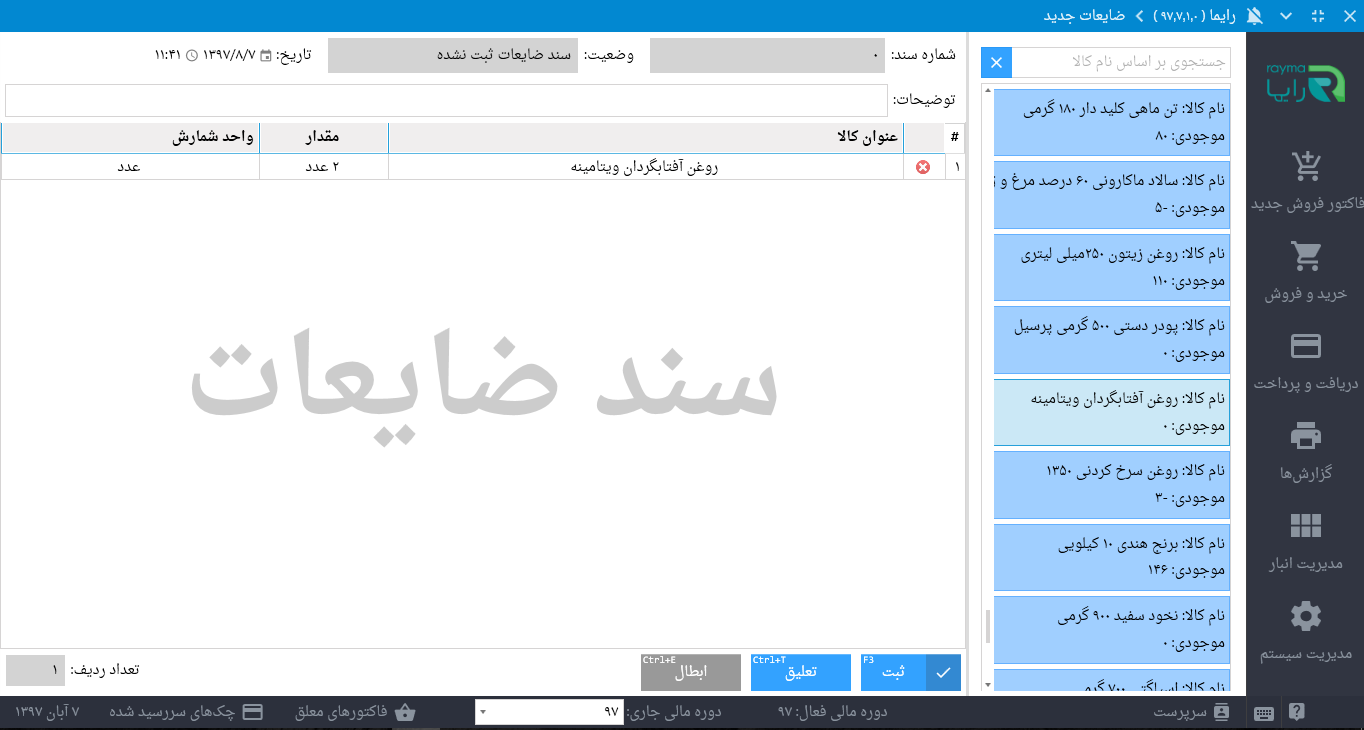 رایما ( ۹۷,۷,۱,۰ ) ضایعات جدید
rayma
رایما
فاکتور فروش جدید
خرید و فروش
دریافت و پرداخت
گزارش‌ها
مدیریت انبار
مدیریت سیستم
جستجوی بر اساس نام کالا
نام کالا: تن ماهی کلید دار ۱۸۰ گرمی
موجودی: ۸۰
نام کالا: سالاد ماکارونی ۶۰ درصد مرغ و
موجودی: -۵
نام کالا: روغن زیتون ۲۵۰میلی لیتری
موجودی: ۱۱۰
نام کالا: پودر دستی ۵۰۰ گرمی پرسیل
موجودی: ۰
نام کالا: روغن آفتابگردان ویتامینه
موجودی: ۰
نام کالا: روغن سرخ کردنی ۱۳۵۰
موجودی: -۳
نام کالا: برنج هندی ۱۰ کیلویی
موجودی: ۱۴۶
نام کالا: نخود سفید ۹۰۰ گرمی
موجودی: ۰
نام کالا: اسپاگتی ۷۰۰ گرمی
شماره سند: ۰ وضعیت: سند ضایعات ثبت نشده تاریخ: ۱۳۹۷/۸/۷ ۱۱:۴۱
توضیحات:
# عنوان کالا مقدار واحد شمارش
۱ روغن آفتابگردان ویتامینه ۲ عدد عدد
سند ضایعات
F3 ثبت Ctrl+T تعلیق Ctrl+E ابطال تعداد ردیف: ۱
سرپرست دوره مالی فعال: ۹۷ دوره مالی جاری: ۹۷ فاکتورهای معلق چک‌های سررسید شده ۷ آبان ۱۳۹۷